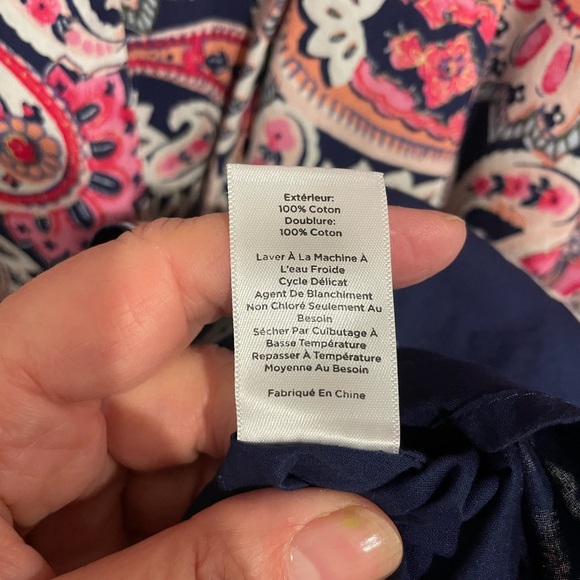 Extérieur:
100% Coton
Doublure:
100% Coton
Laver À La Machine À
L'eau Froide
Cycle Délicat
Agent De Blanchiment
Non Chloré Seulement Au
Besoin
Sécher Par Culbutage À
Basse Température
Repasser À Température
Moyenne Au Besoin
Fabriqué En Chine